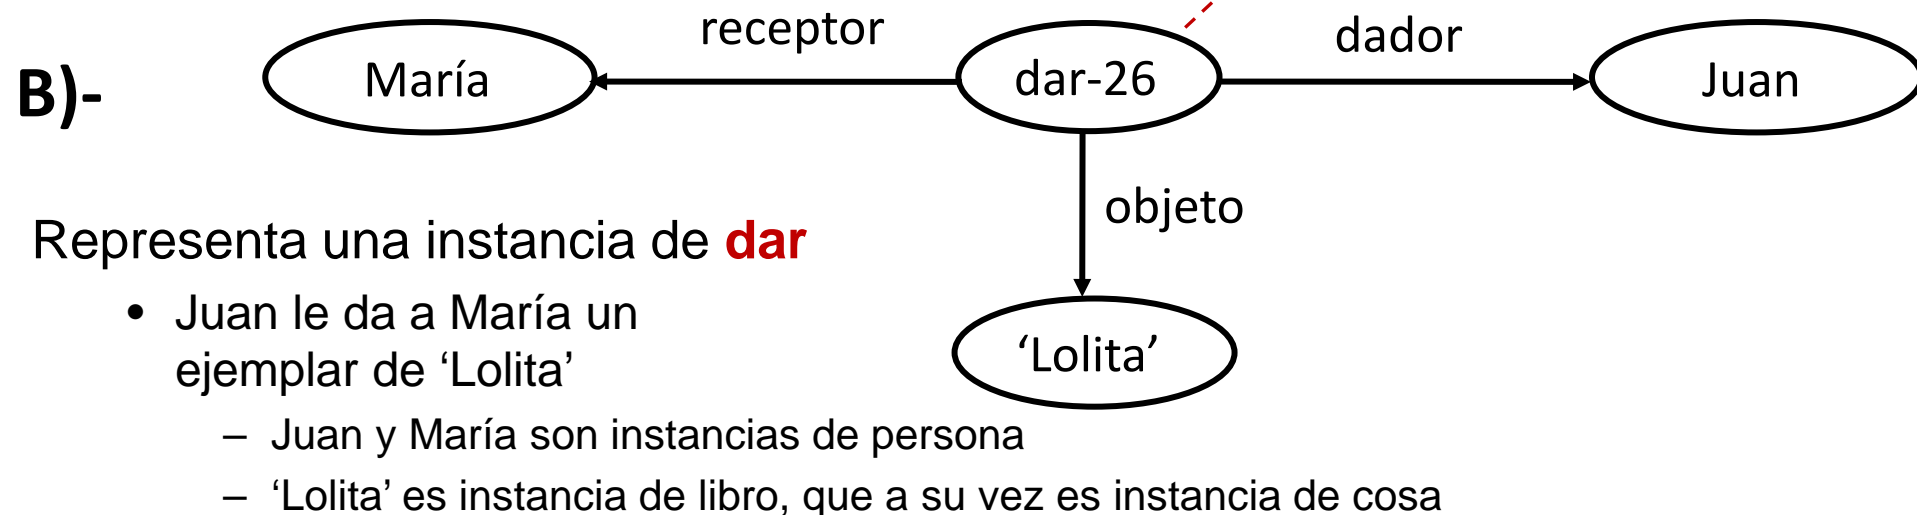 receptor
dador
B)-
María
dar-26
Juan
objeto
Representa una instancia de dar
• Juan le da a María un
ejemplar de ‘Lolita’
‘Lolita’
– Juan y María son instancias de persona
– ‘Lolita’ es instancia de libro, que a su vez es instancia de cosa